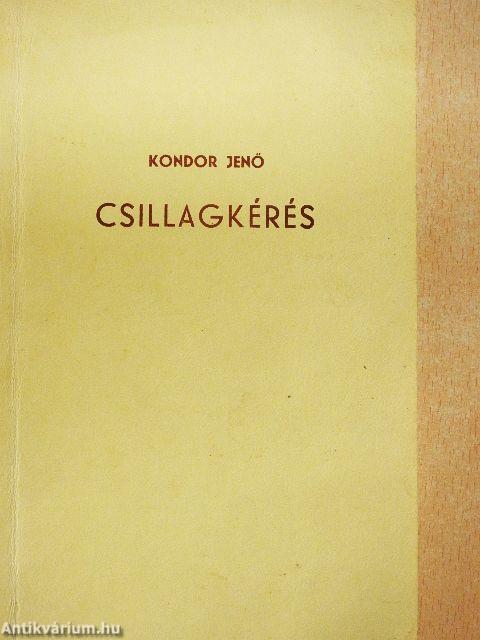 KONDOR JENŐ
CSILLAGKÉRÉS
Antikvárium.hu